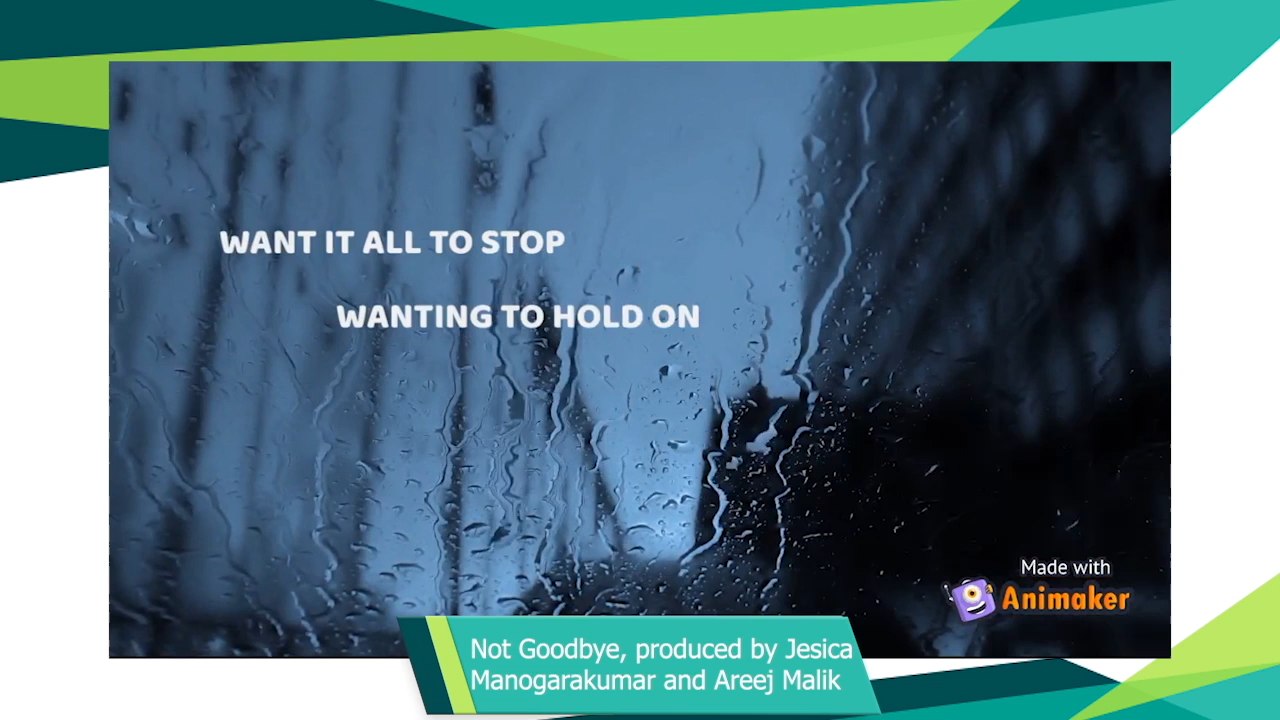 WANT IT ALL TO STOP
WANTING TO HOLD ON
Made with
Animaker
Not Goodbye, produced by Jesica
Manogarakumar and Areej Malik